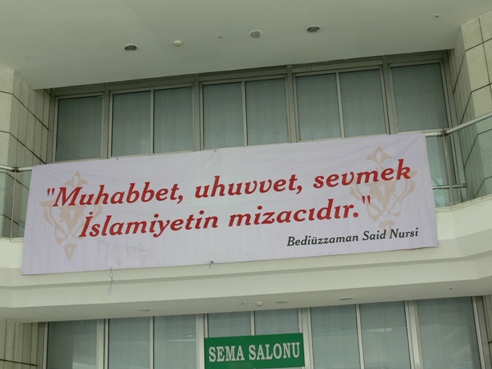 "Muhabbet, uhuvvet, sevmek
İslamiyetin mizacıdır."
Bediüzzaman Said Nursi
SEMA SALONU